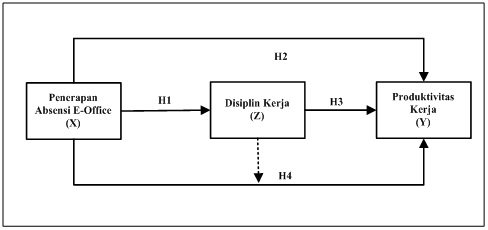 H2
Penerapan
Absensi E-Office
(X)
H1
Disiplin Kerja
(Z)
H3
Produktivitas
Kerja
(Y)
H4